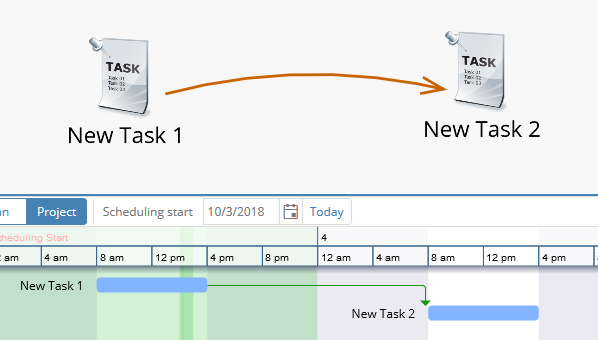 TASK
Task 01
Task 02
Task 03
New Task 1
TASK
Task 01
Task 02
Task 03
New Task 2
Project
Scheduling start
10/3/2018
Today
cheduling Start
4
am
4 am
8 am
12 pm
4 pm
8 pm
12 am
4 am
8 am
12 pm
4 pm
New Task 1
New Task 2